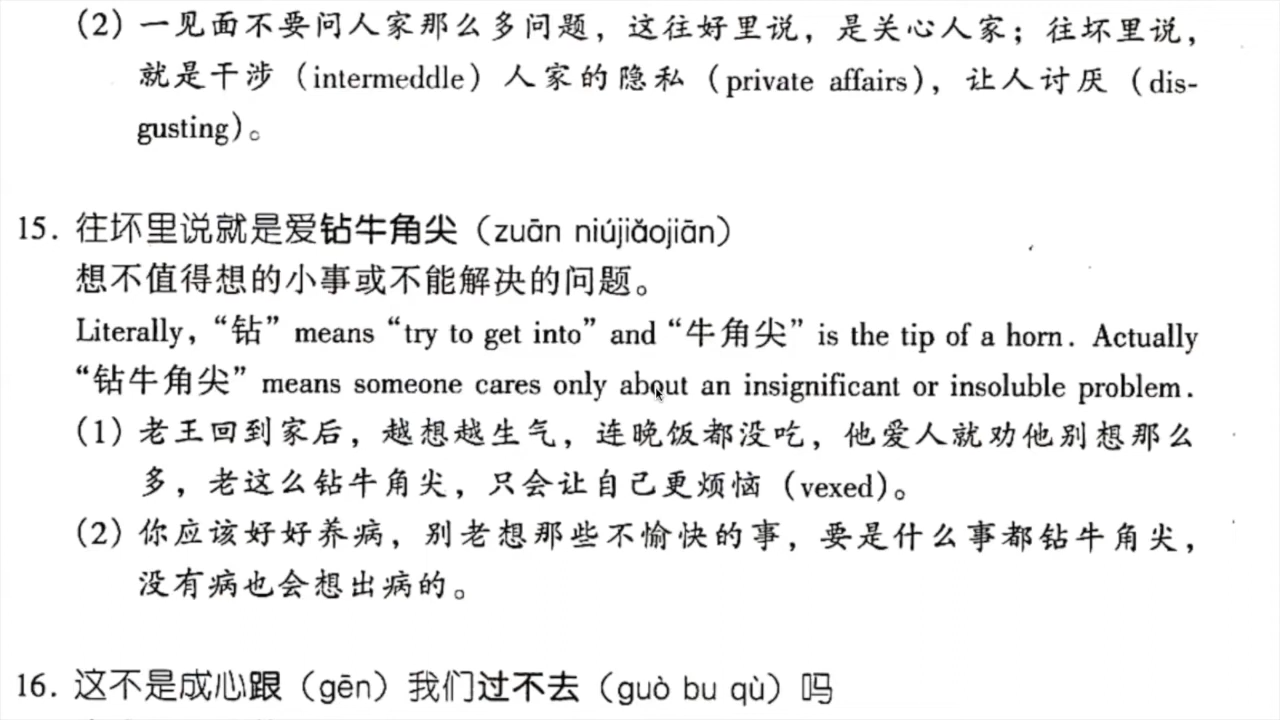 (2) 一见面不要问人家那么多问题，这往好里说，是关心人家；往坏里说，
就是干涉（intermeddle）人家的隐私（private affairs），让人讨厌（dis-
gusting）。
15. 往坏里说就是爱钻牛角尖（zuān niújiǎojiān）
想不值得想的小事或不能解决的问题。
Literally, “钻” means “try to get into” and “牛角尖” is the tip of a horn. Actually
“钻牛角尖” means someone cares only about an insignificant or insoluble problem.
(1) 老王回到家后，越想越生气，连晚饭都没吃，他爱人就劝他别想那么
多，老这么钻牛角尖，只会让自己更烦恼（vexed）。
(2) 你应该好好养病，别老想那些不愉快的事，要是什么事都钻牛角尖，
没有病也会想出病的。
16. 这不是成心跟（gēn）我们过不去（guò bu qù）吗